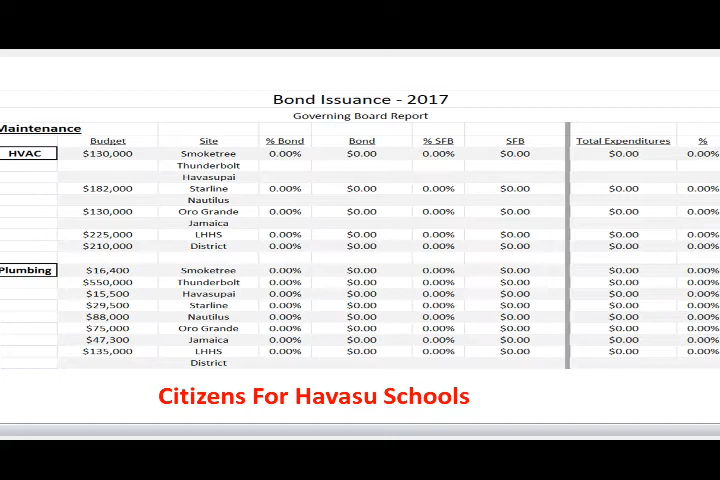 Bond Issuance - 2017
Governing Board Report
Maintenance
Budget Site % Bond Bond % SFB SFB Total Expenditures %
HVAC $130,000 Smoketree 0.00% $0.00 0.00% $0.00 $0.00 0.00%
Thunderbolt
Havasupai
$182,000 Starline 0.00% $0.00 0.00% $0.00 $0.00 0.00%
Nautilus
$130,000 Oro Grande 0.00% $0.00 0.00% $0.00 $0.00 0.00%
Jamaica
$225,000 LHHS 0.00% $0.00 0.00% $0.00 $0.00 0.00%
$210,000 District 0.00% $0.00 0.00% $0.00 $0.00 0.00%
Plumbing $16,400 Smoketree 0.00% $0.00 0.00% $0.00 $0.00 0.00%
$550,000 Thunderbolt 0.00% $0.00 0.00% $0.00 $0.00 0.00%
$15,500 Havasupai 0.00% $0.00 0.00% $0.00 $0.00 0.00%
$29,500 Starline 0.00% $0.00 0.00% $0.00 $0.00 0.00%
$88,000 Nautilus 0.00% $0.00 0.00% $0.00 $0.00 0.00%
$75,000 Oro Grande 0.00% $0.00 0.00% $0.00 $0.00 0.00%
$47,300 Jamaica 0.00% $0.00 0.00% $0.00 $0.00 0.00%
$135,000 LHHS 0.00% $0.00 0.00% $0.00 $0.00 0.00%
District
Citizens For Havasu Schools